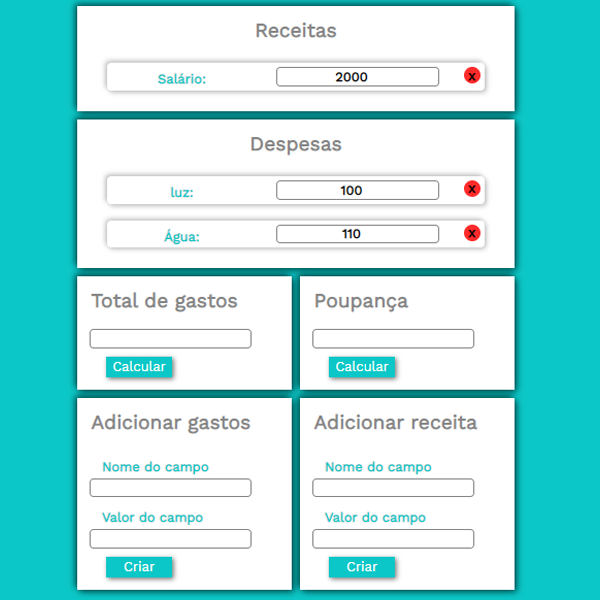 Receitas
Salário: 2000 x
Despesas
luz: 100 x
Água: 110 x
Total de gastos
Calcular
Poupança
Calcular
Adicionar gastos
Nome do campo
Valor do campo
Criar
Adicionar receita
Nome do campo
Valor do campo
Criar